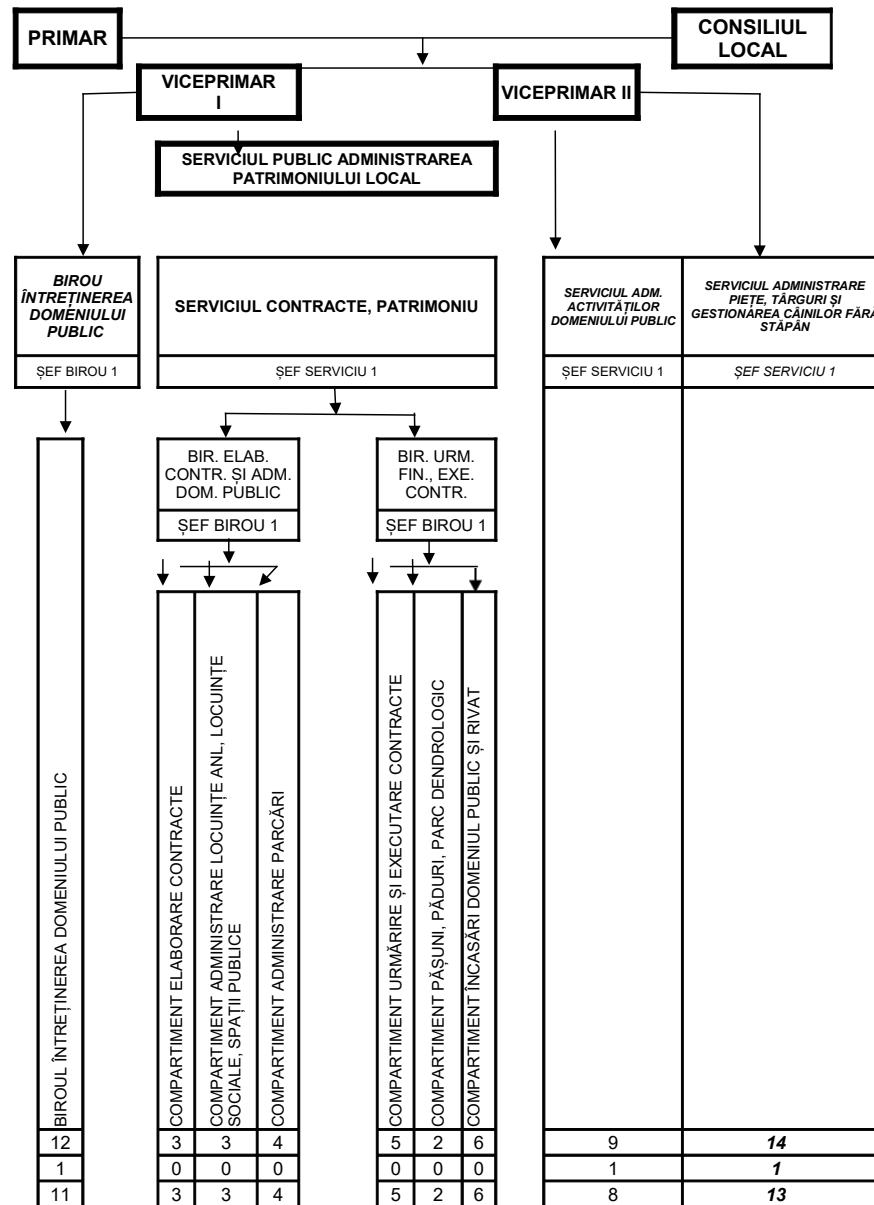 PRIMAR
CONSILIUL
LOCAL
VICEPRIMAR
I
VICEPRIMAR II
SERVICIUL PUBLIC ADMINISTRAREA
PATRIMONIULUI LOCAL
BIROU
ÎNTREȚINEREA
DOMENIULUI
PUBLIC
ȘEF BIROU 1
SERVICIUL CONTRACTE, PATRIMONIU
ȘEF SERVICIU 1
SERVICIUL ADM.
ACTIVITĂȚILOR
DOMENIULUI PUBLIC
ȘEF SERVICIU 1
SERVICIUL ADMINISTRARE
PIEȚE, TÂRGURI ȘI
GESTIONAREA CÂINILOR FĂRĂ
STĂPÂN
ȘEF SERVICIU 1
BIR. ELAB.
CONTR. ȘI ADM.
DOM. PUBLIC
ȘEF BIROU 1
BIR. URM.
FIN., EXE.
CONTR.
ȘEF BIROU 1
BIROUL ÎNTREȚINEREA DOMENIULUI PUBLIC
COMPARTIMENT ELABORARE CONTRACTE
COMPARTIMENT ADMINISTRARE LOCUINȚE ANL, LOCUINȚE
SOCIALE, SPAȚII PUBLICE
COMPARTIMENT ADMINISTRARE PARCĂRI
COMPARTIMENT URMĂRIRE ȘI EXECUTARE CONTRACTE
COMPARTIMENT PĂȘUNI, PĂDURI, PARC DENDROLOGIC
COMPARTIMENT ÎNCASĂRI DOMENIUL PUBLIC ȘI RIVAT
12 3 3 4 5 2 6 9 14
1 0 0 0 0 0 0 1 1
11 3 3 4 5 2 6 8 13